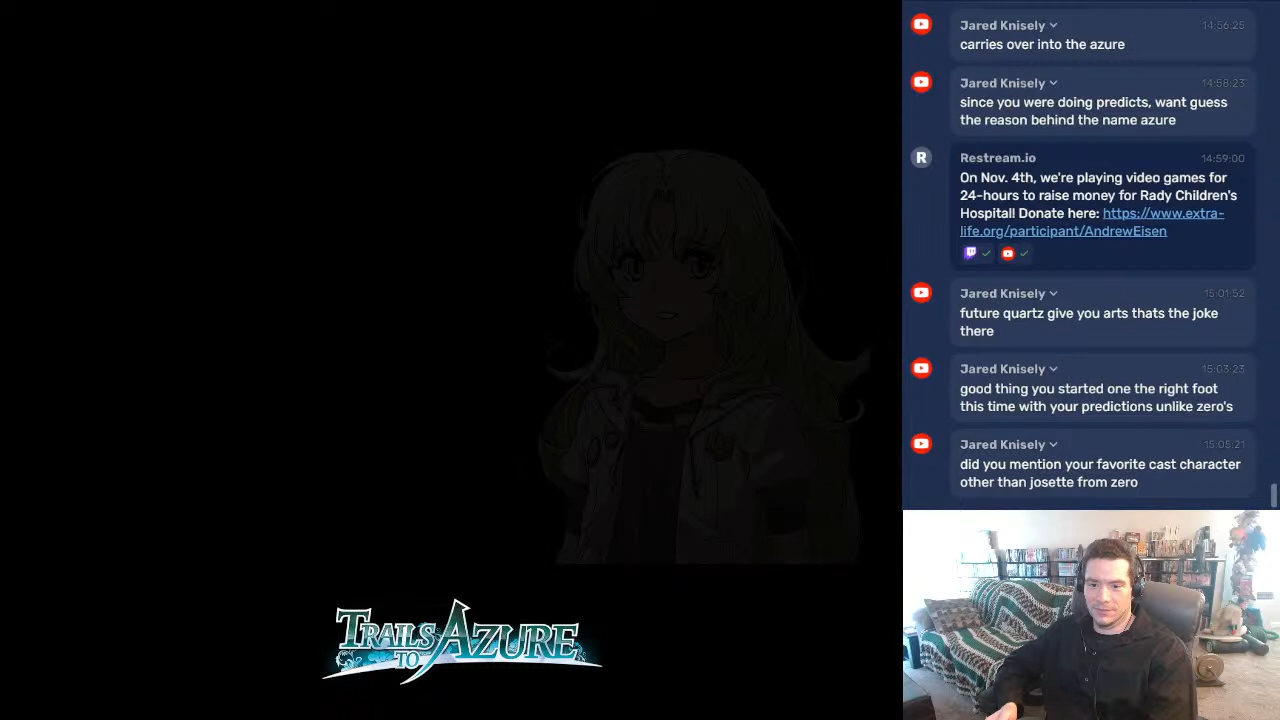 Jared Knisely 14:56:25
carries over into the azure
Jared Knisely 14:58:23
since you were doing predicts, want guess
the reason behind the name azure
R
Restream.io 14:59:00
On Nov. 4th, we're playing video games for
24-hours to raise money for Rady Children's
Hospital! Donate here: https://www.extra-
life.org/participant/AndrewEisen
Jared Knisely 15:01:52
future quartz give you arts thats the joke
there
Jared Knisely 15:03:23
good thing you started one the right foot
this time with your predictions unlike zero's
Jared Knisely 15:05:21
did you mention your favorite cast character
other than josette from zero
TRAILS TO AZURE